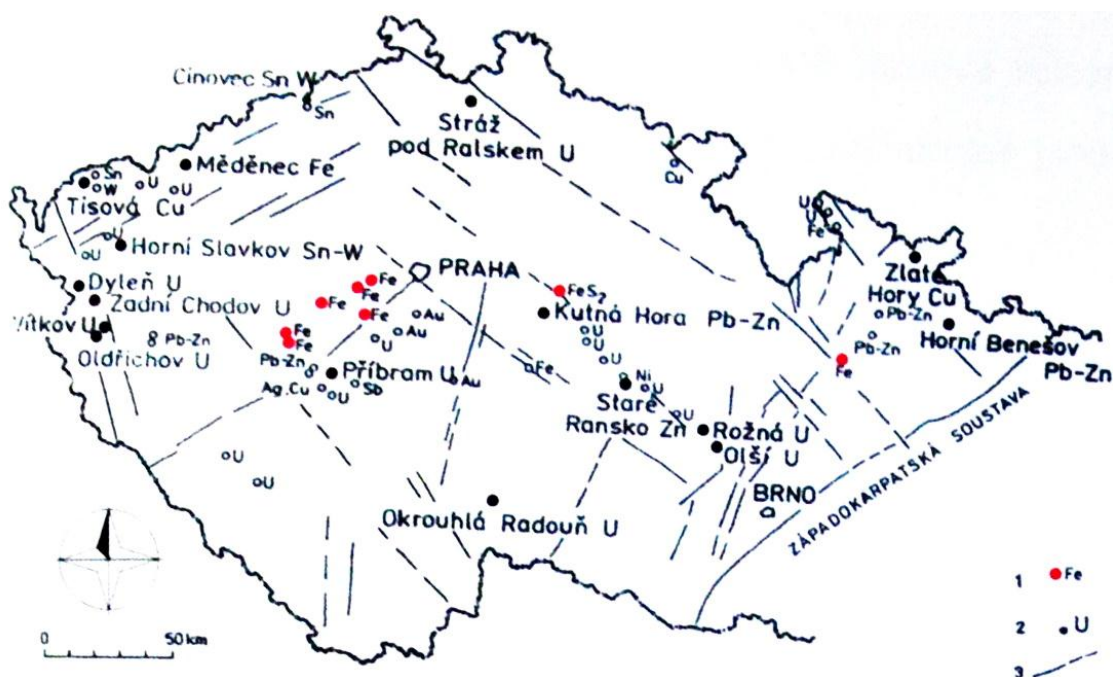 Cínovec Sn W
Sn
Stráž
pod Ralskem U
Měděnec Fe
Sn
W
U
U
Tisová Cu
Cu
U
U
Fe
U
U
Horní Slavkov Sn-W
Zlaté
Hory Cu
Dyleň U
Zadní Chodov U
Fe
Fe
Fe
Fe
PRAHA
FeS2
Kutná Hora Pb-Zn
Pb-Zn
Vítkov U
Pb-Zn
Oldřichov U
Fe
Fe
U
Au
Au
U
U
Pb-Zn
Horní Benešov
Pb-Zn
Pb-Zn
Příbram U
Ag, Cu
U
Sb
Au
Fe
Ni
U
Fe
Staré
Ransko Zn
U
Rožná U
Olší U
U
U
BRNO
Okrouhlá Radouň U
ZÁPADOKARPATSKÁ SOUSTAVA
1 Fe
2 U
3
0 50 km